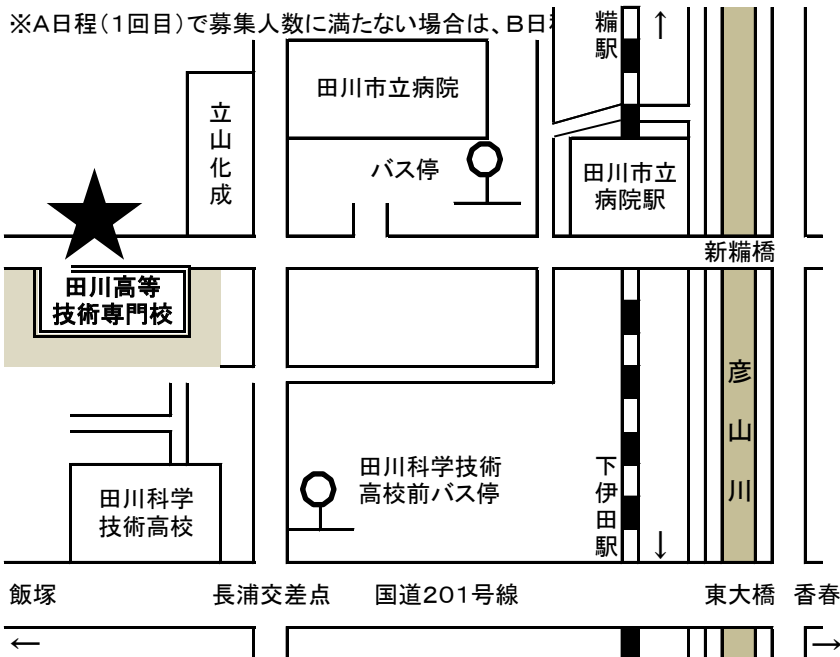 ※A日程（1回目）で募集人数に満たない場合は、B日
糒駅
↑
田川市立病院
立山化成
バス停
田川市立
病院駅
新糒橋
田川高等
技術専門校
彦山川
田川科学技術
高校前バス停
田川科学
技術高校
下伊田駅
↓
飯塚
長浦交差点
国道201号線
東大橋
香春
←
→